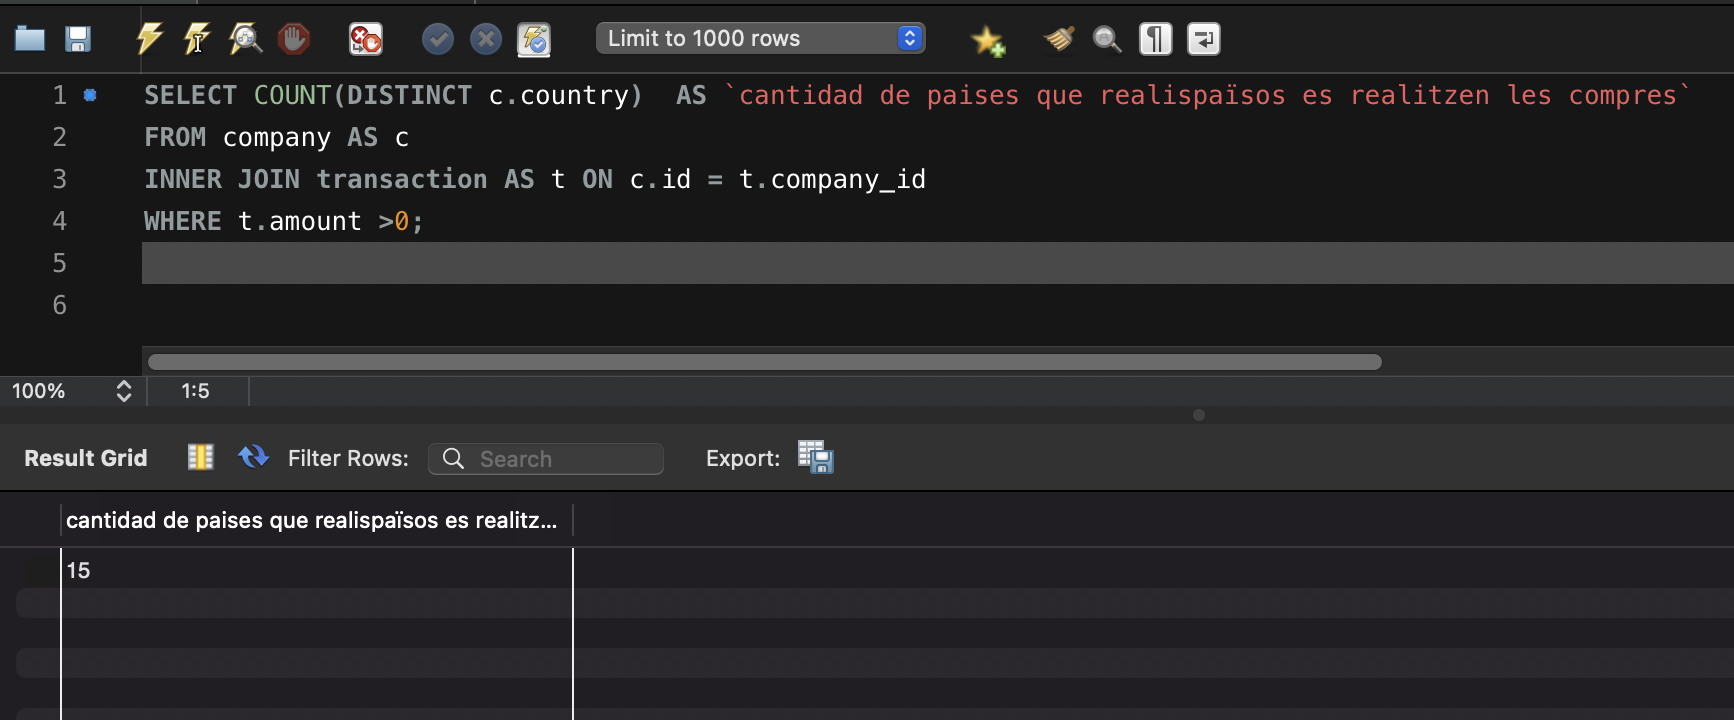 Limit to 1000 rows
1 SELECT COUNT(DISTINCT c.country)  AS `cantidad de paises que realispaïsos es realitzen les compres`
2 FROM company AS c
3 INNER JOIN transaction AS t ON c.id = t.company_id
4 WHERE t.amount >0;
5
6
100% 1:5
Result Grid Filter Rows: Search Export:
cantidad de paises que realispaïsos es realitz...
15